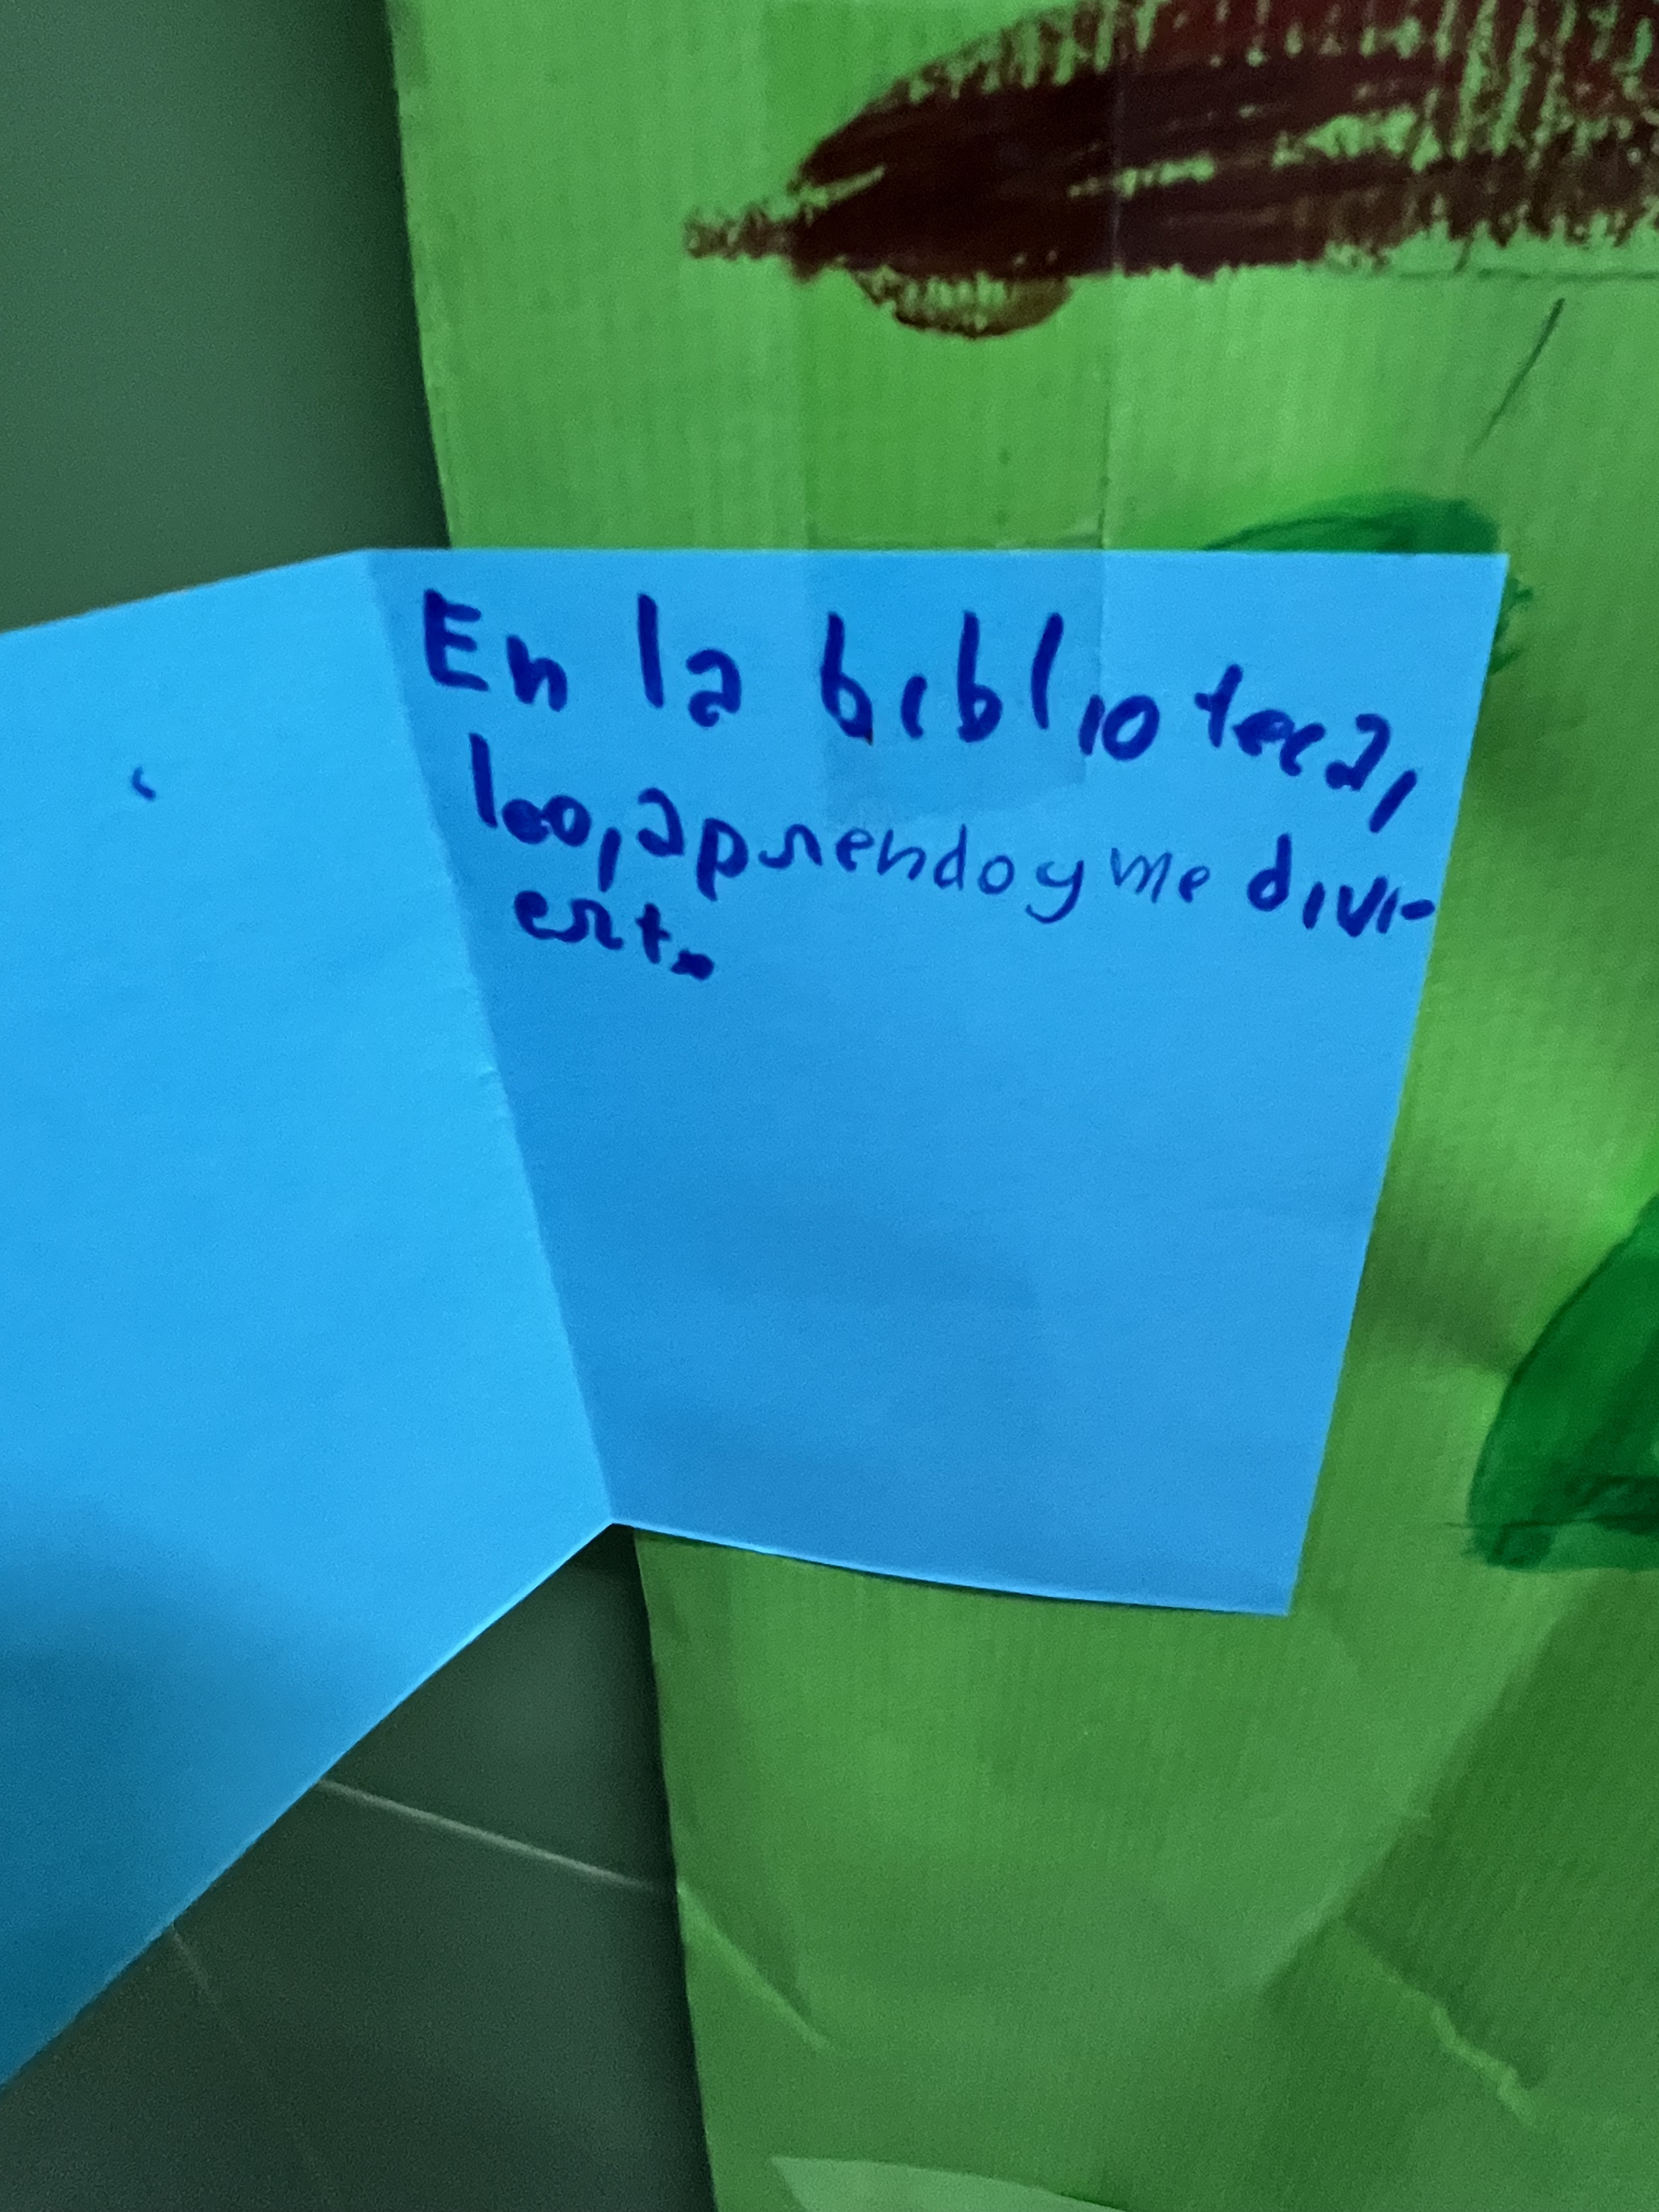 En la biblioteca,
leo, aprendo y me divi-
erto